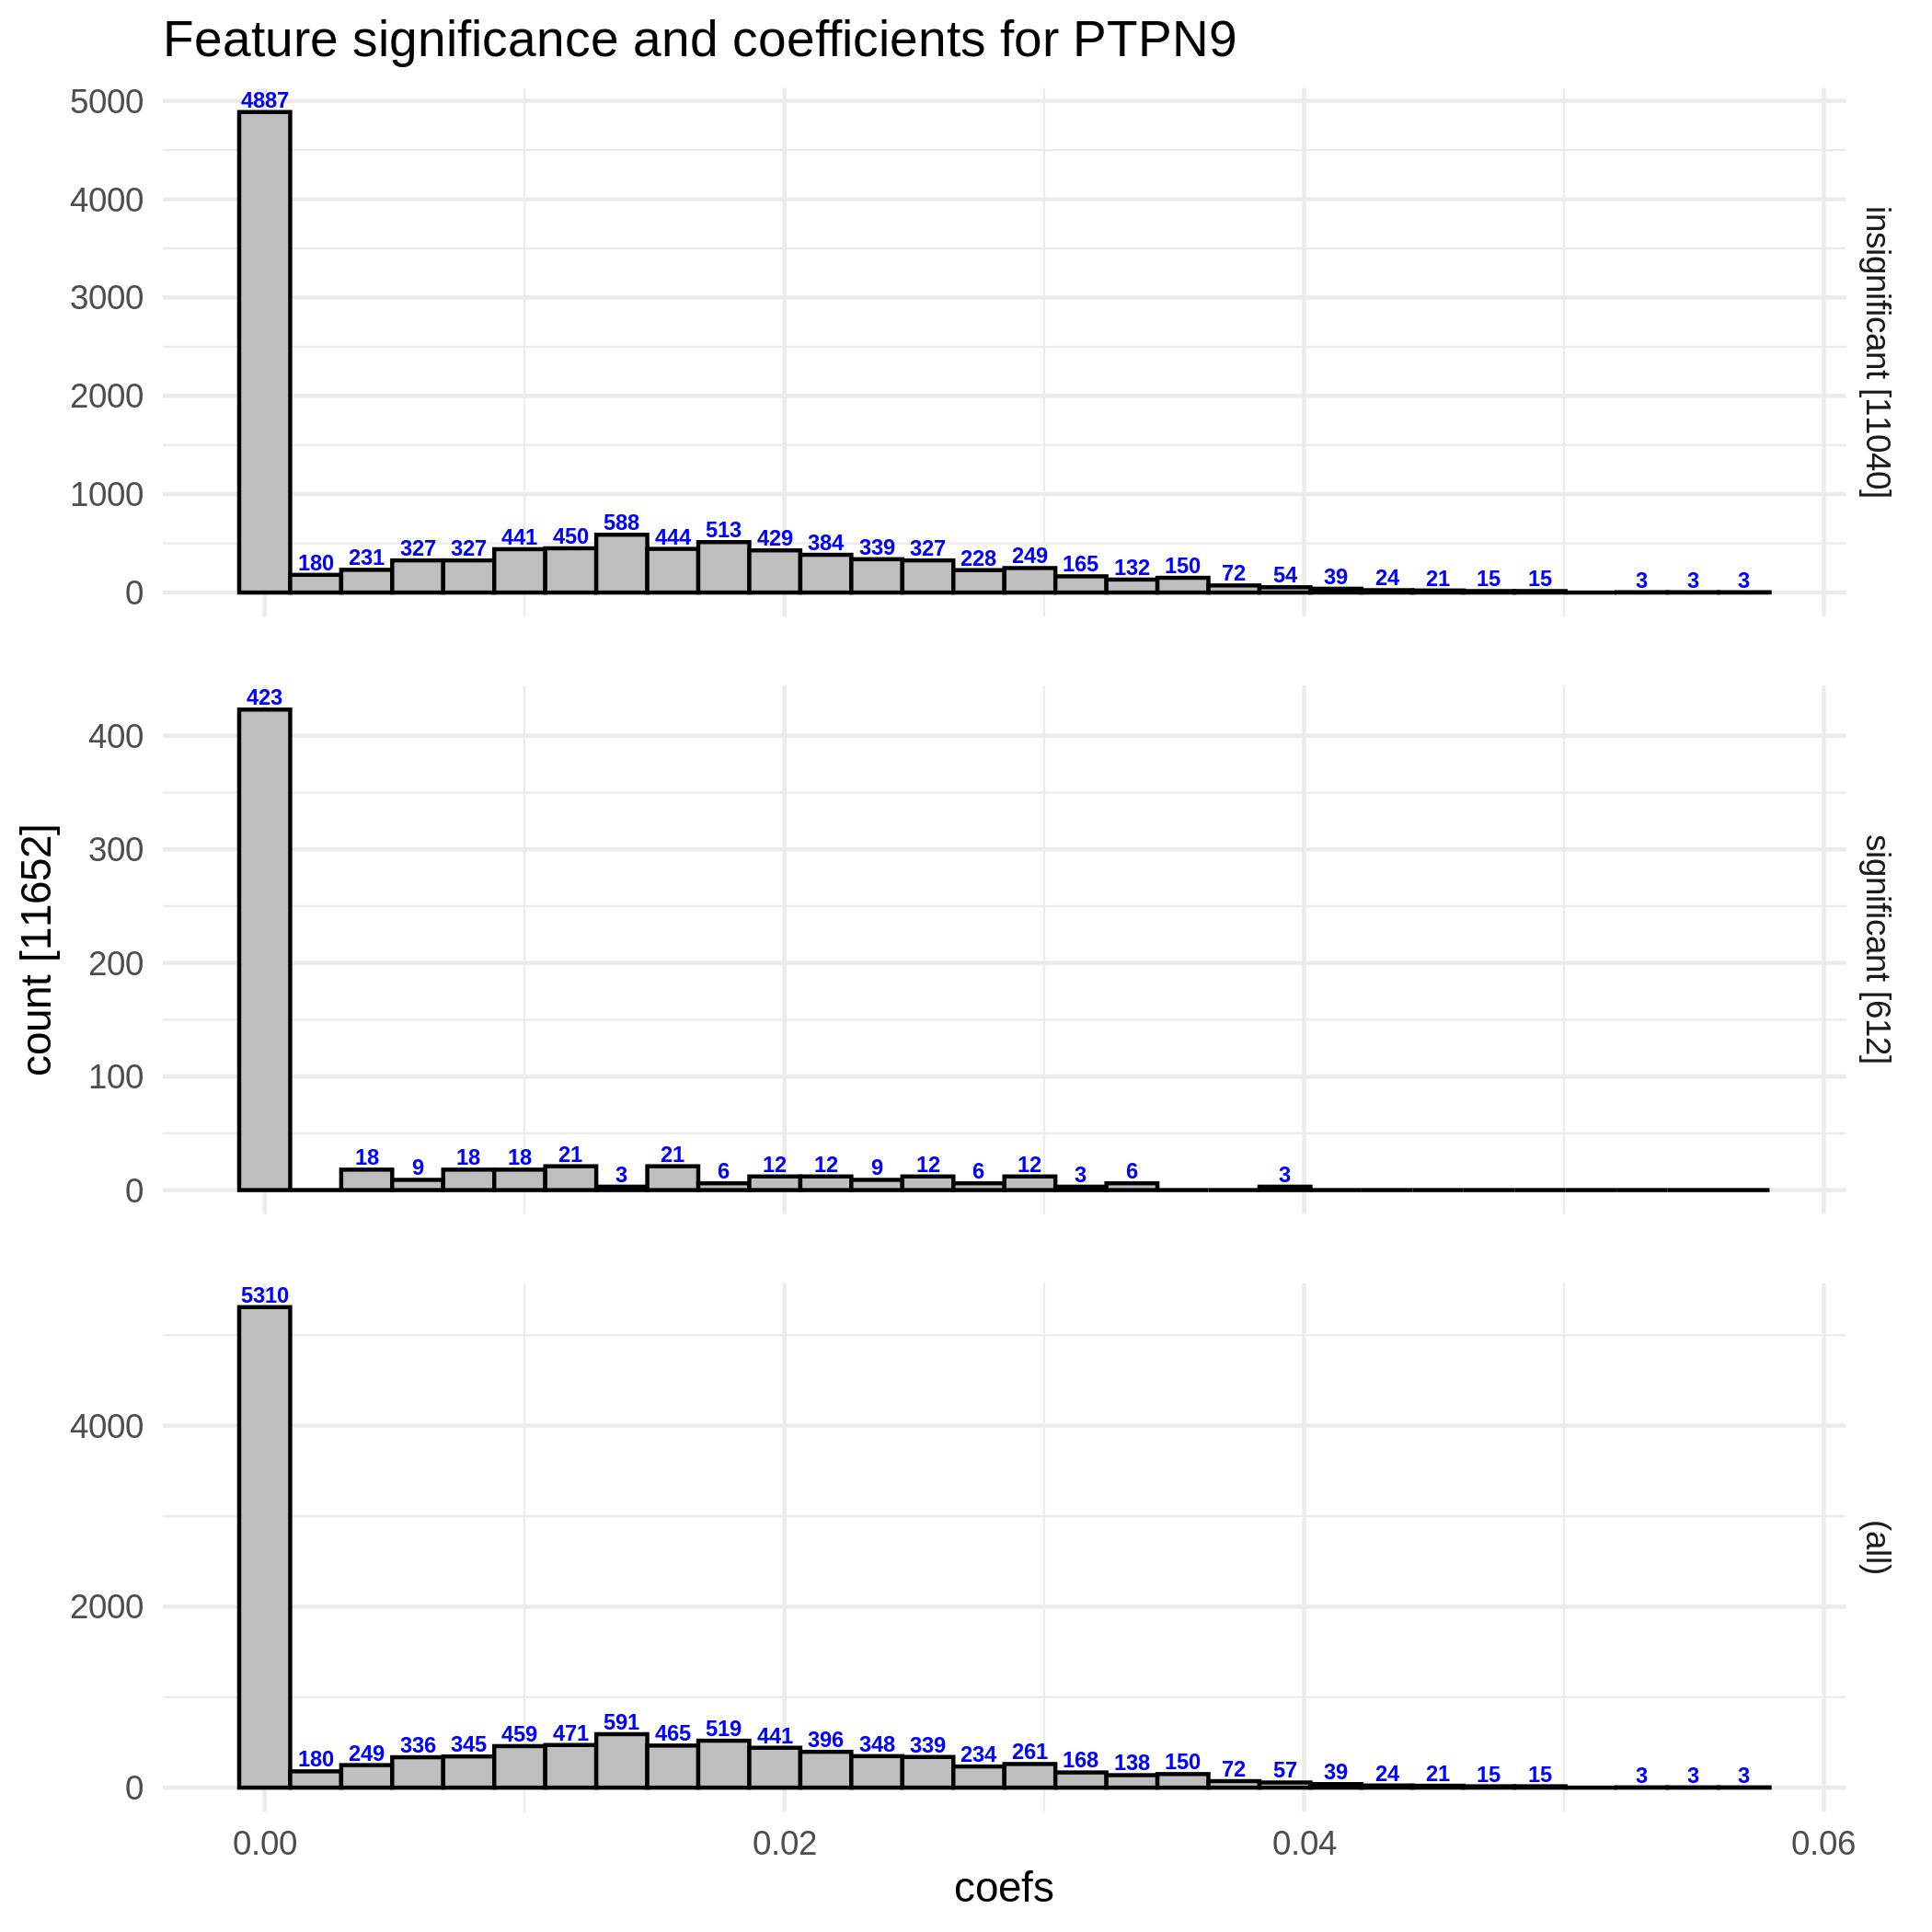 Feature significance and coefficients for PTPN9
count [11652]
5000
4000
3000
2000
1000
0
4887
180 231 327 327 441 450 588 444 513 429 384 339 327 228 249 165 132 150 72 54 39 24 21 15 15 3 3 3
insignificant [11040]
400
300
200
100
0
423
18 9 18 18 21 3 21 6 12 12 9 12 6 12 3 6 3
significant [612]
4000
2000
0
5310
180 249 336 345 459 471 591 465 519 441 396 348 339 234 261 168 138 150 72 57 39 24 21 15 15 3 3 3
(all)
0.00 0.02 0.04 0.06
coefs